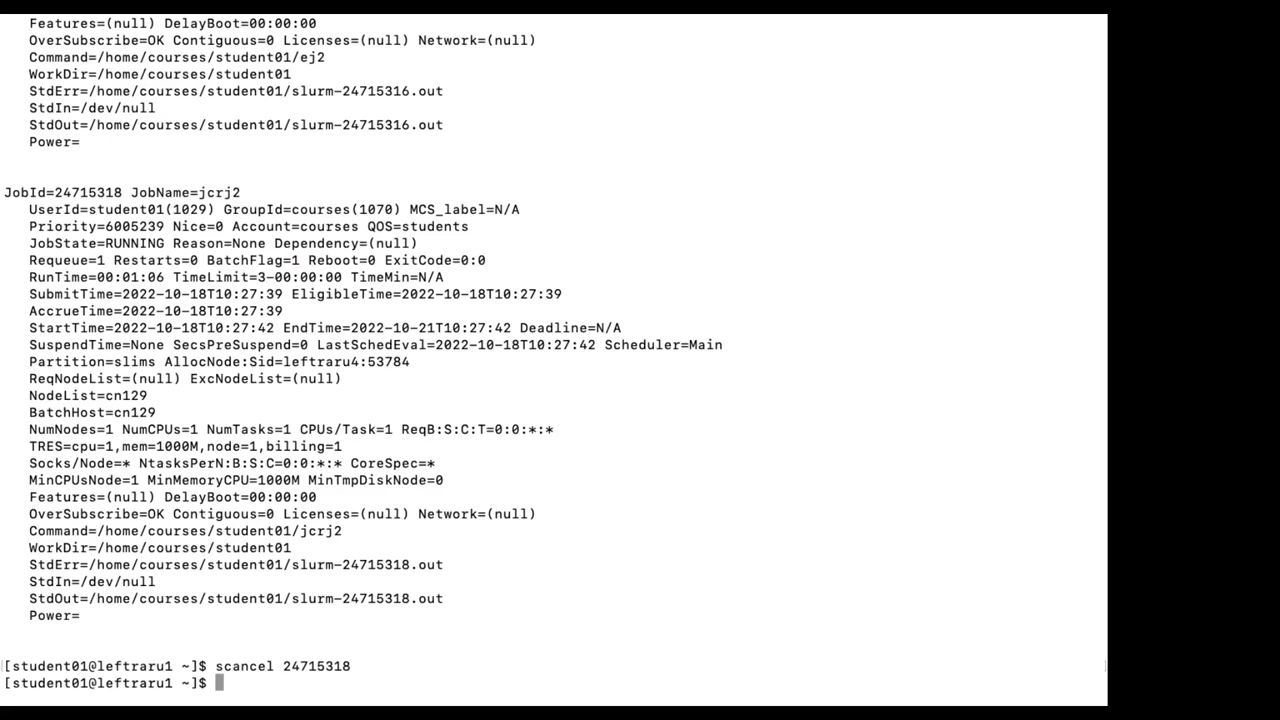 Features=(null) DelayBoot=00:00:00
OverSubscribe=OK Contiguous=0 Licenses=(null) Network=(null)
Command=/home/courses/student01/ej2
WorkDir=/home/courses/student01
StdErr=/home/courses/student01/slurm-24715316.out
StdIn=/dev/null
StdOut=/home/courses/student01/slurm-24715316.out
Power=
JobId=24715318 JobName=jcrj2
UserId=student01(1029) GroupId=courses(1070) MCS_label=N/A
Priority=6005239 Nice=0 Account=courses QOS=students
JobState=RUNNING Reason=None Dependency=(null)
Requeue=1 Restarts=0 BatchFlag=1 Reboot=0 ExitCode=0:0
RunTime=00:01:06 TimeLimit=3-00:00:00 TimeMin=N/A
SubmitTime=2022-10-18T10:27:39 EligibleTime=2022-10-18T10:27:39
AccrueTime=2022-10-18T10:27:39
StartTime=2022-10-18T10:27:42 EndTime=2022-10-21T10:27:42 Deadline=N/A
SuspendTime=None SecsPreSuspend=0 LastSchedEval=2022-10-18T10:27:42 Scheduler=Main
Partition=slims AllocNode:Sid=leftraru4:53784
ReqNodeList=(null) ExcNodeList=(null)
NodeList=cn129
BatchHost=cn129
NumNodes=1 NumCPUs=1 NumTasks=1 CPUs/Task=1 ReqB:S:C:T=0:0:*:*
TRES=cpu=1,mem=1000M,node=1,billing=1
Socks/Node=* NtasksPerN:B:S:C=0:0:*:* CoreSpec=*
MinCPUsNode=1 MinMemoryCPU=1000M MinTmpDiskNode=0
Features=(null) DelayBoot=00:00:00
OverSubscribe=OK Contiguous=0 Licenses=(null) Network=(null)
Command=/home/courses/student01/jcrj2
WorkDir=/home/courses/student01
StdErr=/home/courses/student01/slurm-24715318.out
StdIn=/dev/null
StdOut=/home/courses/student01/slurm-24715318.out
Power=
[student01@leftraru1 ~]$ scancel 24715318
[student01@leftraru1 ~]$